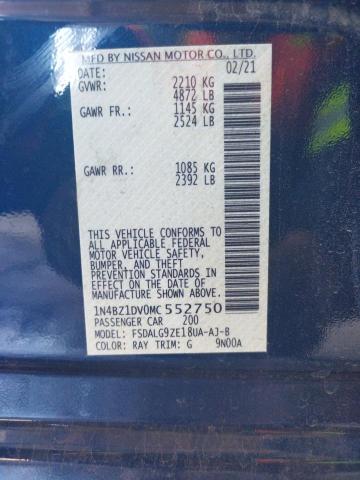 MFD BY NISSAN MOTOR CO., LTD.
DATE: 02/21
GVWR: 2210 KG
4872 LB
GAWR FR.: 1145 KG
2524 LB
GAWR RR.: 1085 KG
2392 LB
THIS VEHICLE CONFORMS TO
ALL APPLICABLE FEDERAL
MOTOR VEHICLE SAFETY,
BUMPER, AND THEFT
PREVENTION STANDARDS IN
EFFECT ON THE DATE OF
MANUFACTURE SHOWN ABOVE.
1N4BZ1DV0MC 552750
PASSENGER CAR 200
MODEL: FSDALG9ZE18UA-AJ-B
COLOR: RAY TRIM: G 9N00A